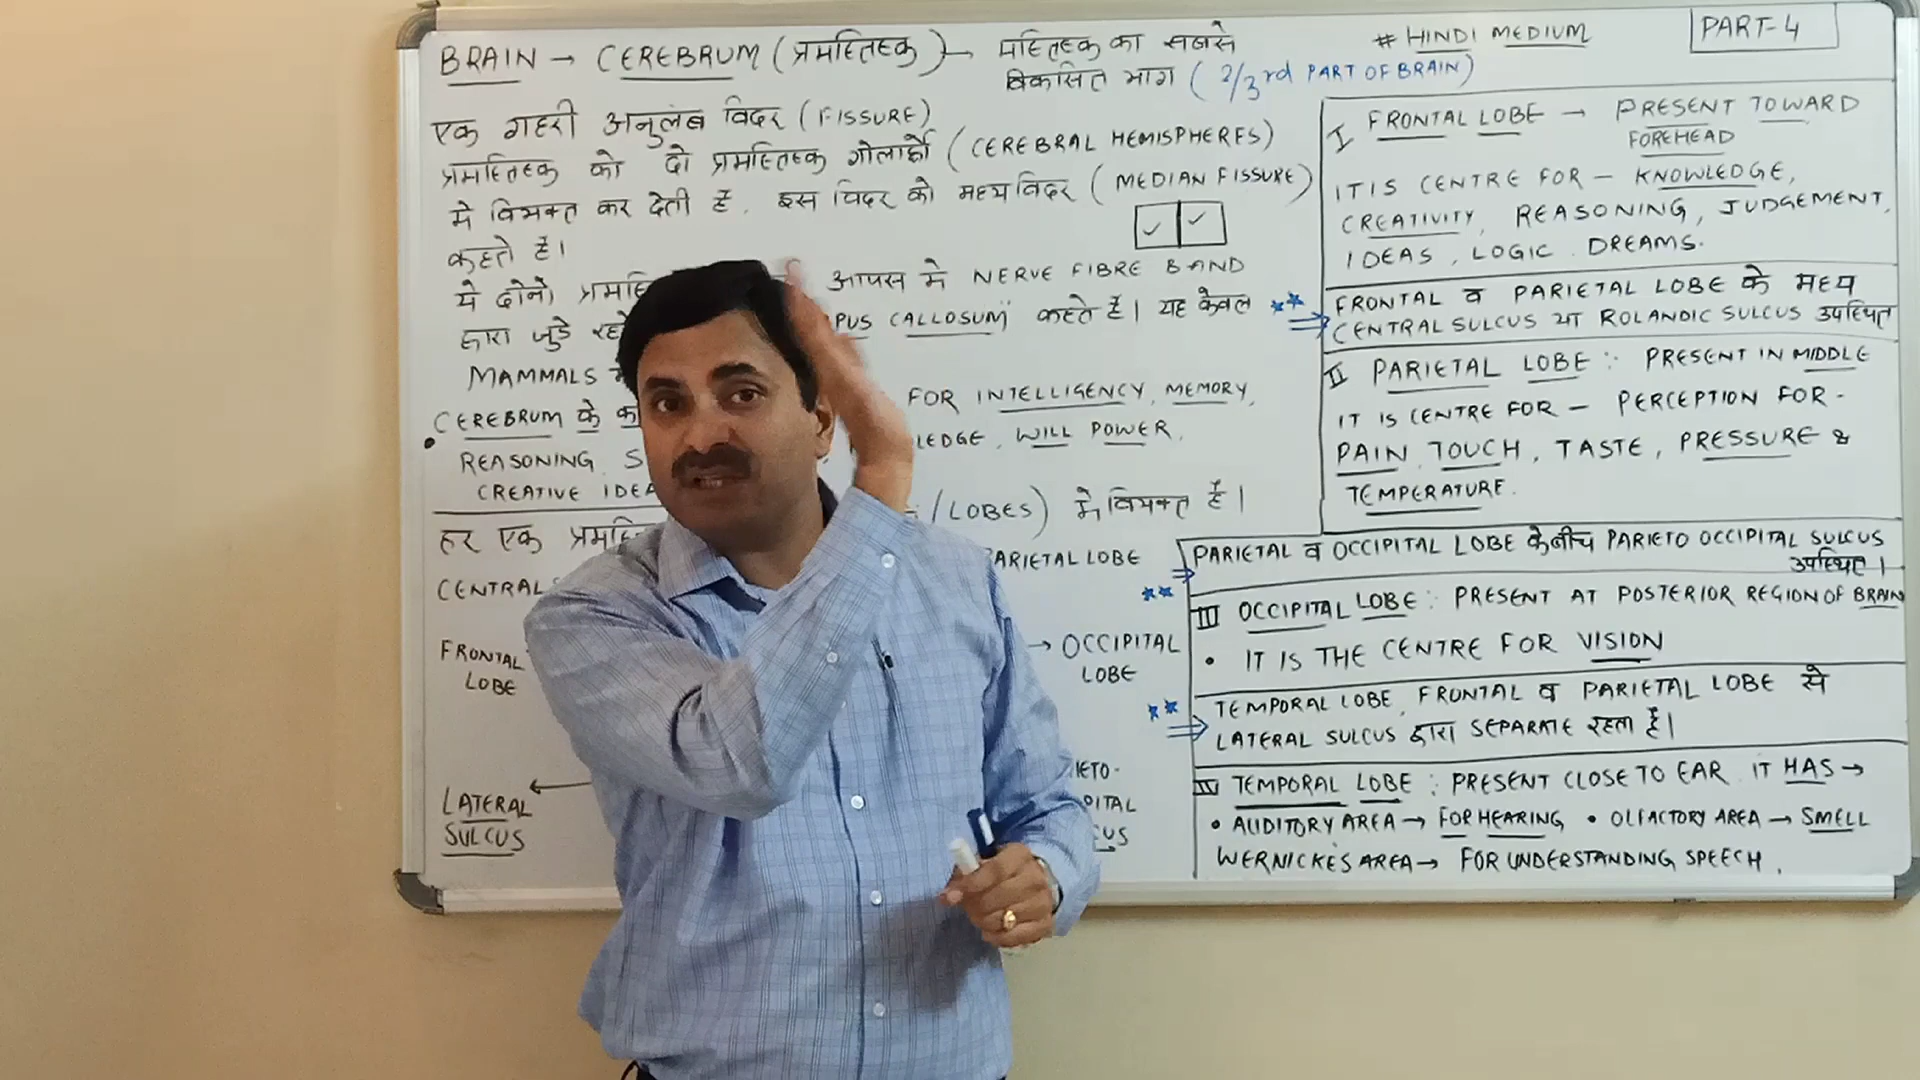 BRAIN → CEREBRUM (प्रमस्तिष्क) → मस्तिष्क का सबसे
विकसित भाग ( 2/3rd PART OF BRAIN)
# HINDI MEDIUM
PART-4
एक गहरी अनुलंब विदर (FISSURE)
प्रमस्तिष्क को दो प्रमस्तिष्क गोलार्द्धो (CEREBRAL HEMISPHERES)
मे विभक्त कर देती है, इस विदर को मध्यविदर (MEDIAN FISSURE)
कहते है।
ये दोनो आपस मे NERVE FIBRE BAND
द्वारा जुडे CALLOSUM" कहते है। यह केवल
MAMMALS
CEREBRUM के FOR INTELLIGENCY, MEMORY,
REASONING, WILL POWER,
CREATIVE
हर एक /LOBES) मे विभक्त है।
CENTRAL PARIETAL LOBE
FRONTAL
LOBE
→ OCCIPITAL
LOBE
LATERAL
SULCUS
I FRONTAL LOBE → PRESENT TOWARD
FOREHEAD
IT IS CENTRE FOR - KNOWLEDGE,
CREATIVITY, REASONING, JUDGEMENT,
IDEAS, LOGIC, DREAMS.
FRONTAL व PARIETAL LOBE के मध्य
CENTRAL SULCUS या ROLANDIC SULCUS उपस्थित
II PARIETAL LOBE : PRESENT IN MIDDLE
IT IS CENTRE FOR - PERCEPTION FOR -
PAIN, TOUCH, TASTE, PRESSURE &
TEMPERATURE.
PARIETAL व OCCIPITAL LOBE के बीच PARIETO OCCIPITAL SULCUS
उपस्थित।
III OCCIPITAL LOBE : PRESENT AT POSTERIOR REGION OF BRAIN
• IT IS THE CENTRE FOR VISION
TEMPORAL LOBE, FRONTAL व PARIETAL LOBE से
LATERAL SULCUS द्वारा SEPARATE रहता है।
IV TEMPORAL LOBE : PRESENT CLOSE TO EAR. IT HAS →
• AUDITORY AREA → FOR HEARING • OLFACTORY AREA → SMELL
WERNICKE'S AREA → FOR UNDERSTANDING SPEECH.